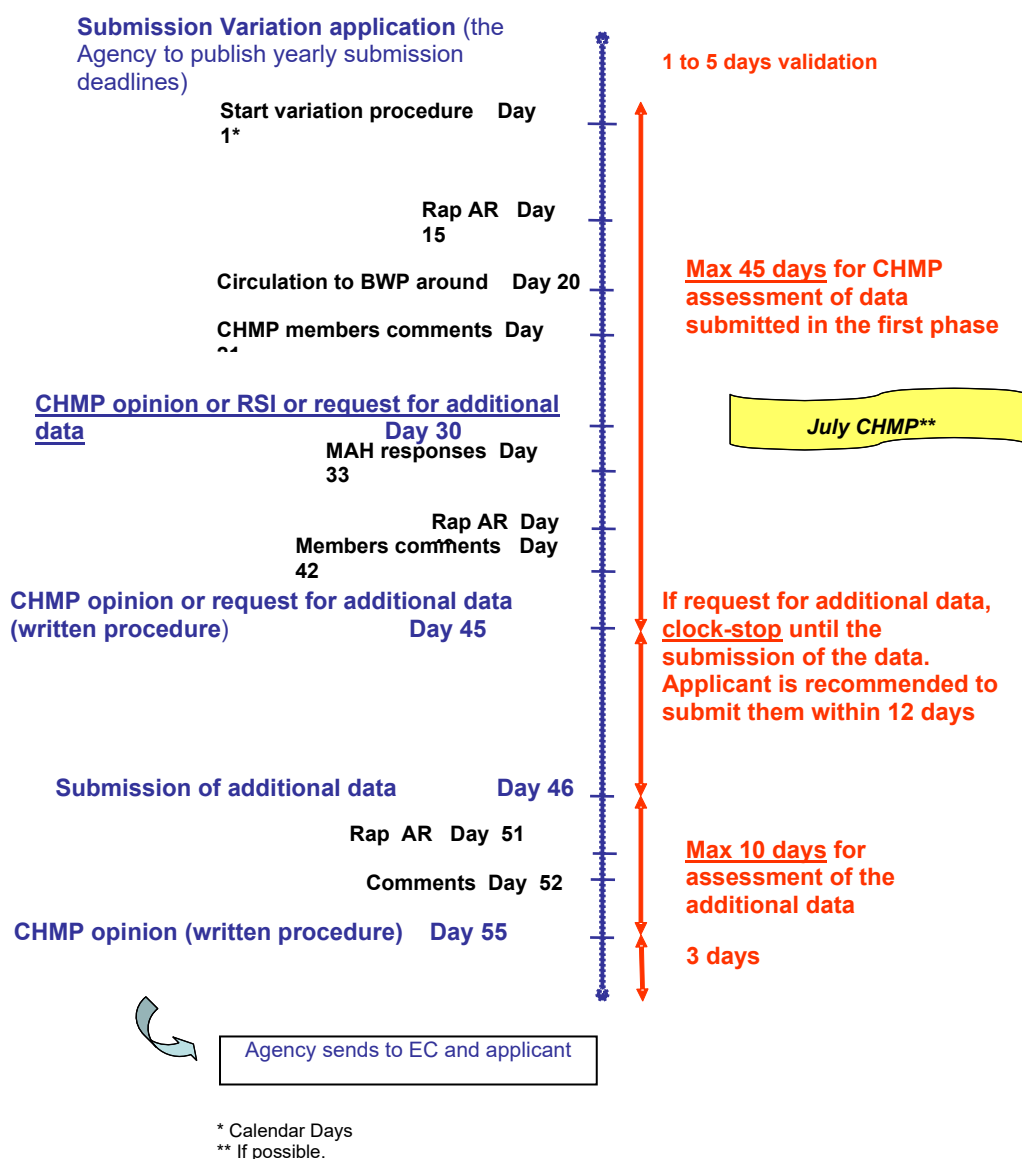 Submission Variation application (the
Agency to publish yearly submission
deadlines)
1 to 5 days validation
Start variation procedure Day
1*
Rap AR Day
15
Circulation to BWP around Day 20
Max 45 days for CHMP
assessment of data
submitted in the first phase
CHMP members comments Day
CHMP opinion or RSI or request for additional
data Day 30
July CHMP**
MAH responses Day
33
Rap AR Day
Members comments Day
42
CHMP opinion or request for additional data
(written procedure) Day 45
If request for additional data,
clock-stop until the
submission of the data.
Applicant is recommended to
submit them within 12 days
Submission of additional data Day 46
Rap AR Day 51
Comments Day 52
Max 10 days for
assessment of the
additional data
CHMP opinion (written procedure) Day 55
3 days
Agency sends to EC and applicant
* Calendar Days
** If possible.